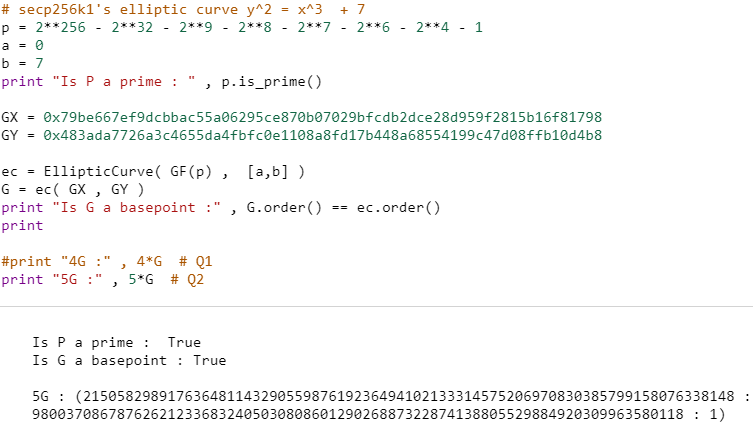 # secp256k1's elliptic curve y^2 = x^3  + 7
p = 2**256 - 2**32 - 2**9 - 2**8 - 2**7 - 2**6 - 2**4 - 1
a = 0
b = 7
print "Is P a prime : " , p.is_prime()
GX = 0x79be667ef9dcbbac55a06295ce870b07029bfcdb2dce28d959f2815b16f81798
GY = 0x483ada7726a3c4655da4fbfc0e1108a8fd17b448a68554199c47d08ffb10d4b8
ec = EllipticCurve( GF(p) ,  [a,b] )
G = ec( GX , GY )
print "Is G a basepoint :" , G.order() == ec.order()
print
#print "4G :" , 4*G  # Q1
print "5G :" , 5*G  # Q2
Is P a prime :  True
Is G a basepoint : True
5G : (21505829891763648114329055987619236494102133314575206970830385799158076338148 :
98003708678762621233683240503080860129026887322874138805529884920309963580118 : 1)